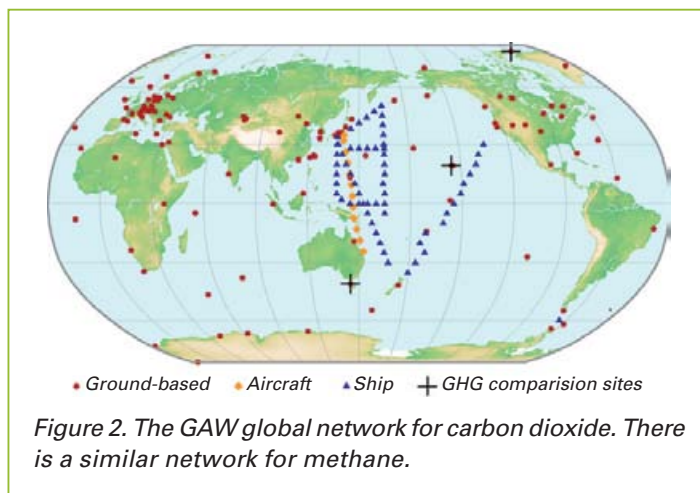 Ground-based Aircraft Ship GHG comparision sites
Figure 2. The GAW global network for carbon dioxide. There
is a similar network for methane.